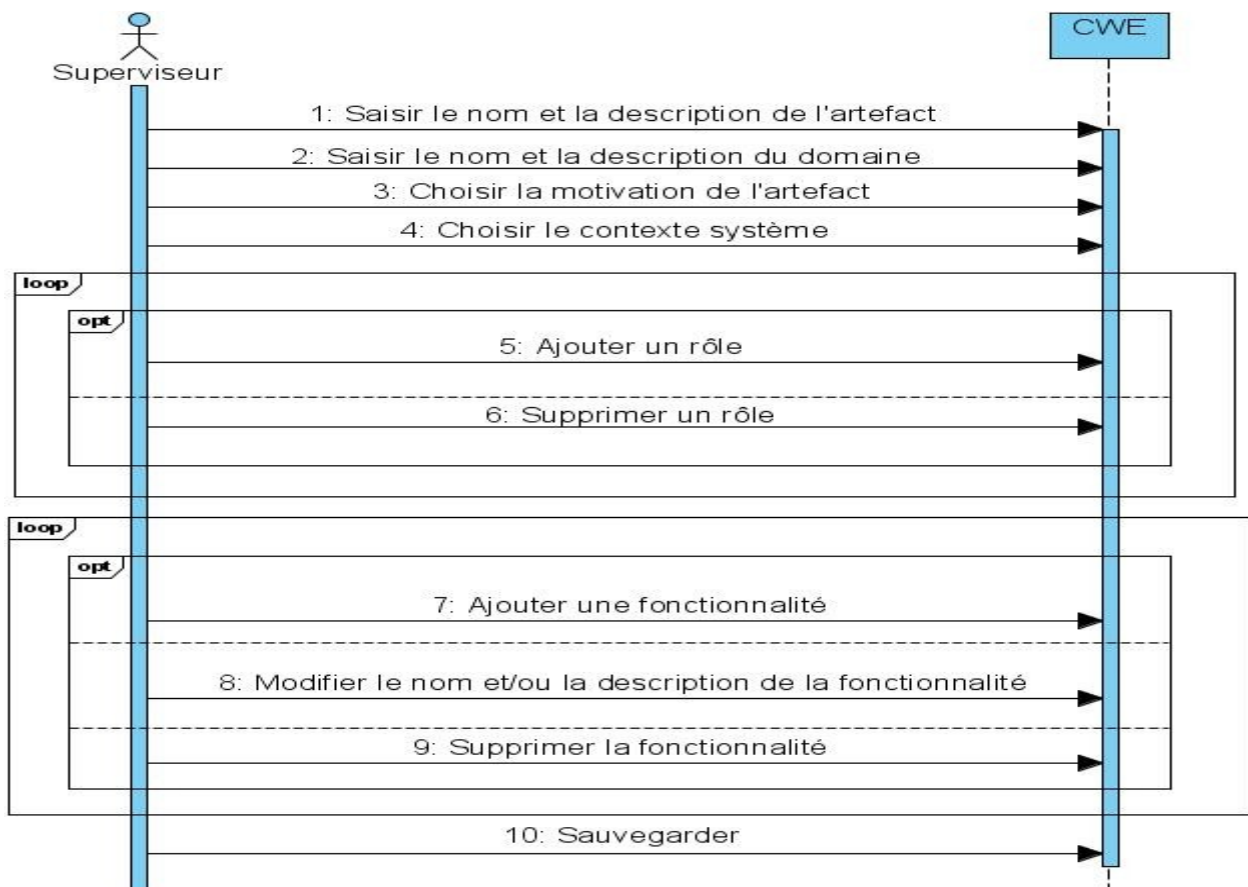 CWE
Superviseur
1: Saisir le nom et la description de l'artefact
2: Saisir le nom et la description du domaine
3: Choisir la motivation de l'artefact
4: Choisir le contexte système
loop
opt
5: Ajouter un rôle
6: Supprimer un rôle
loop
opt
7: Ajouter une fonctionnalité
8: Modifier le nom et/ou la description de la fonctionnalité
9: Supprimer la fonctionnalité
10: Sauvegarder